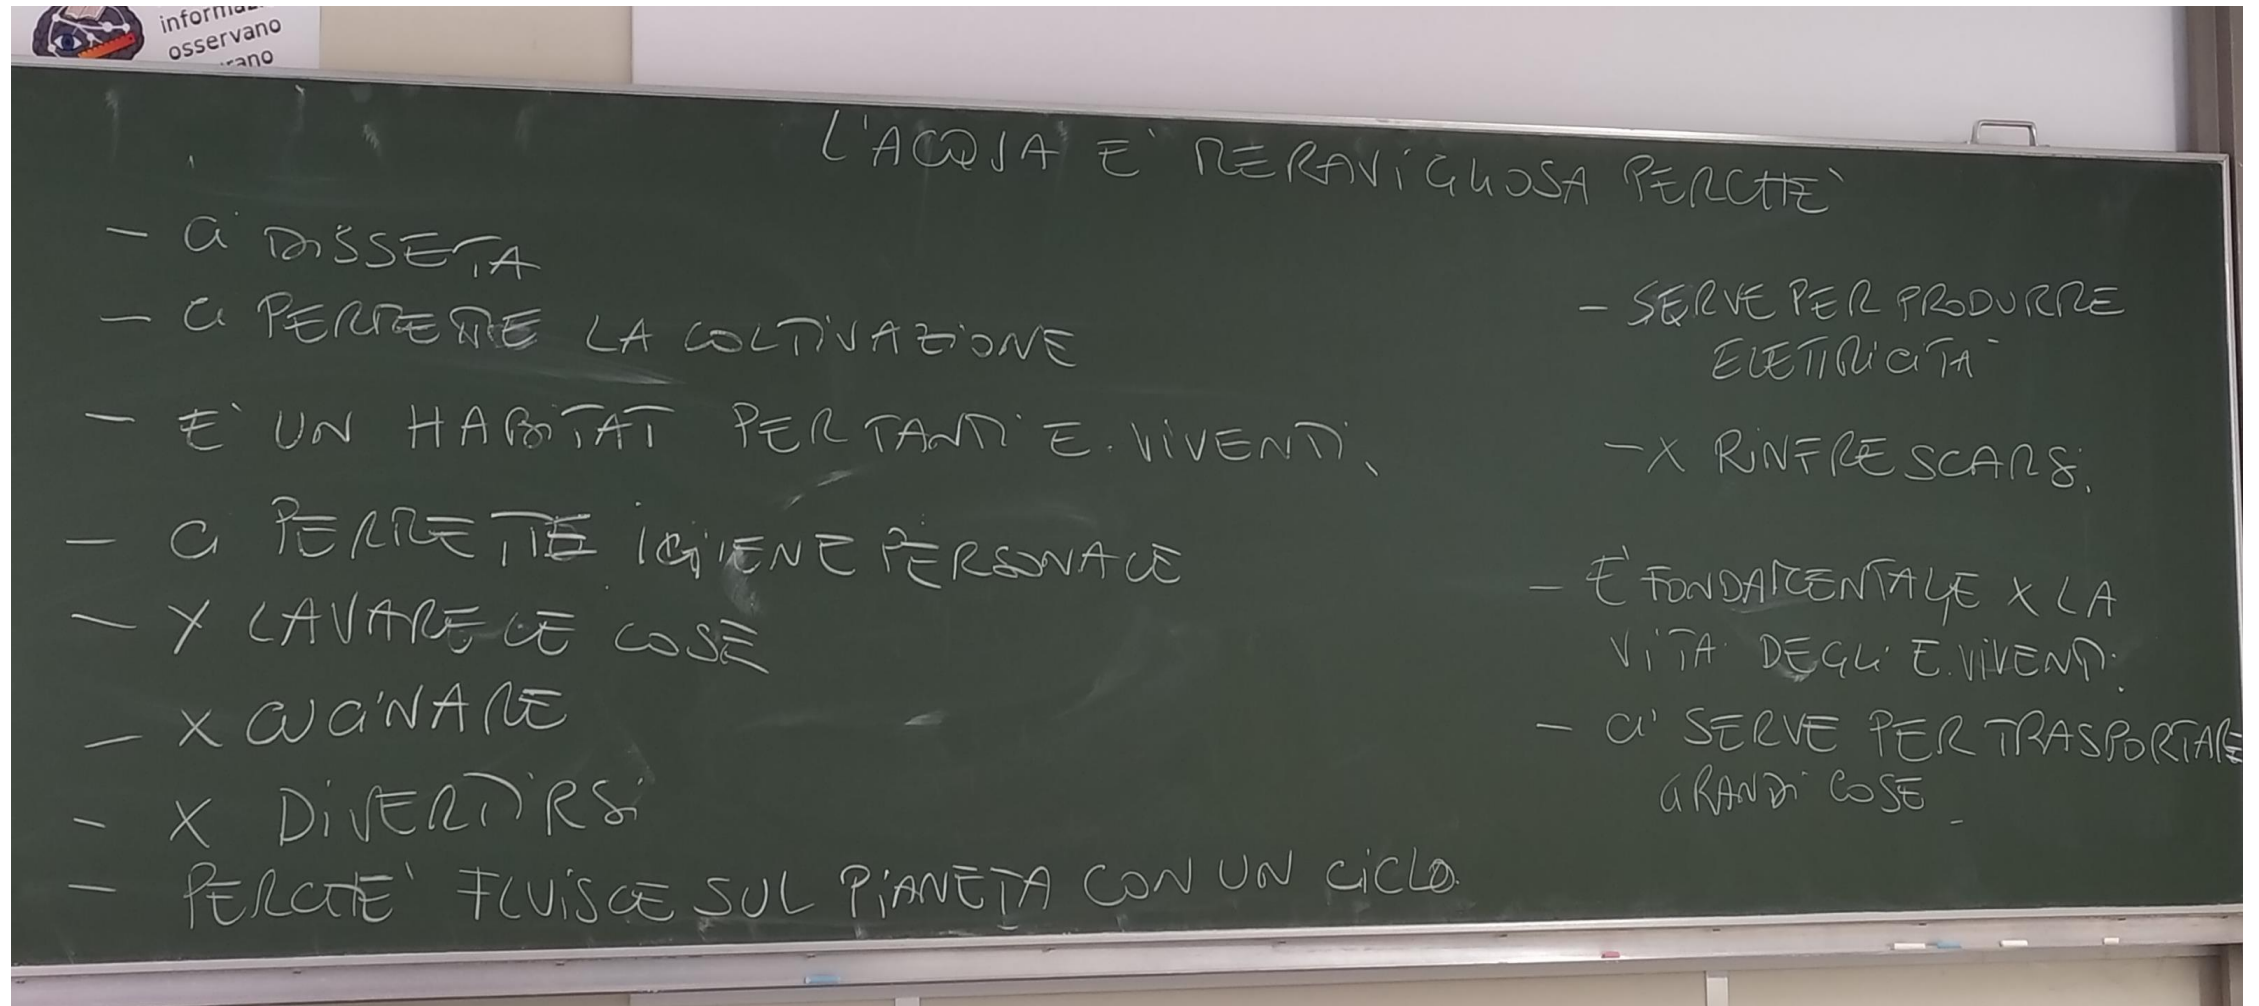 osservano
L'ACQUA E' MERAVIGLIOSA PERCHE'
- CI DISSETA
- CI PERMETTE LA COLTIVAZIONE
- E' UN HABITAT PER TANTI E. VIVENTI.
- CI PERMETTE IGIENE PERSONALE
- X LAVARE LE COSE
- X CUCINARE
- X DIVERTIRSI
- PERCHE' FLUISCE SUL PIANETA CON UN CICLO.
- SERVE PER PRODURRE
ELETTRICITA'
- X RINFRESCARSI.
- E' FONDAMENTALE X LA
VITA DEGLI E. VIVENTI.
- CI SERVE PER TRASPORTARE
GRANDI COSE